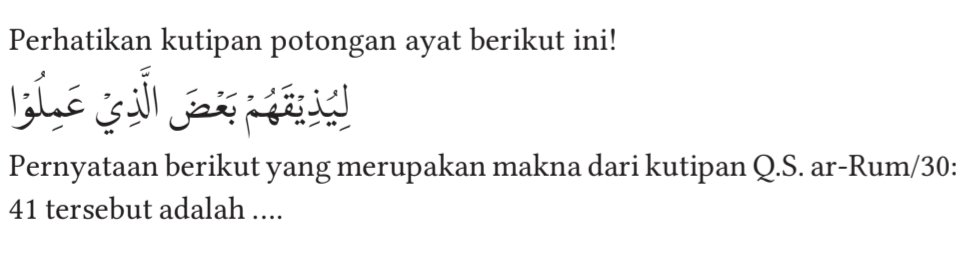 Perhatikan kutipan potongan ayat berikut ini!
لِيُذِيْقَهُمْ بَعْضَ الَّذِيْ عَمِلُوْا
Pernyataan berikut yang merupakan makna dari kutipan Q.S. ar-Rum/30:
41 tersebut adalah ....